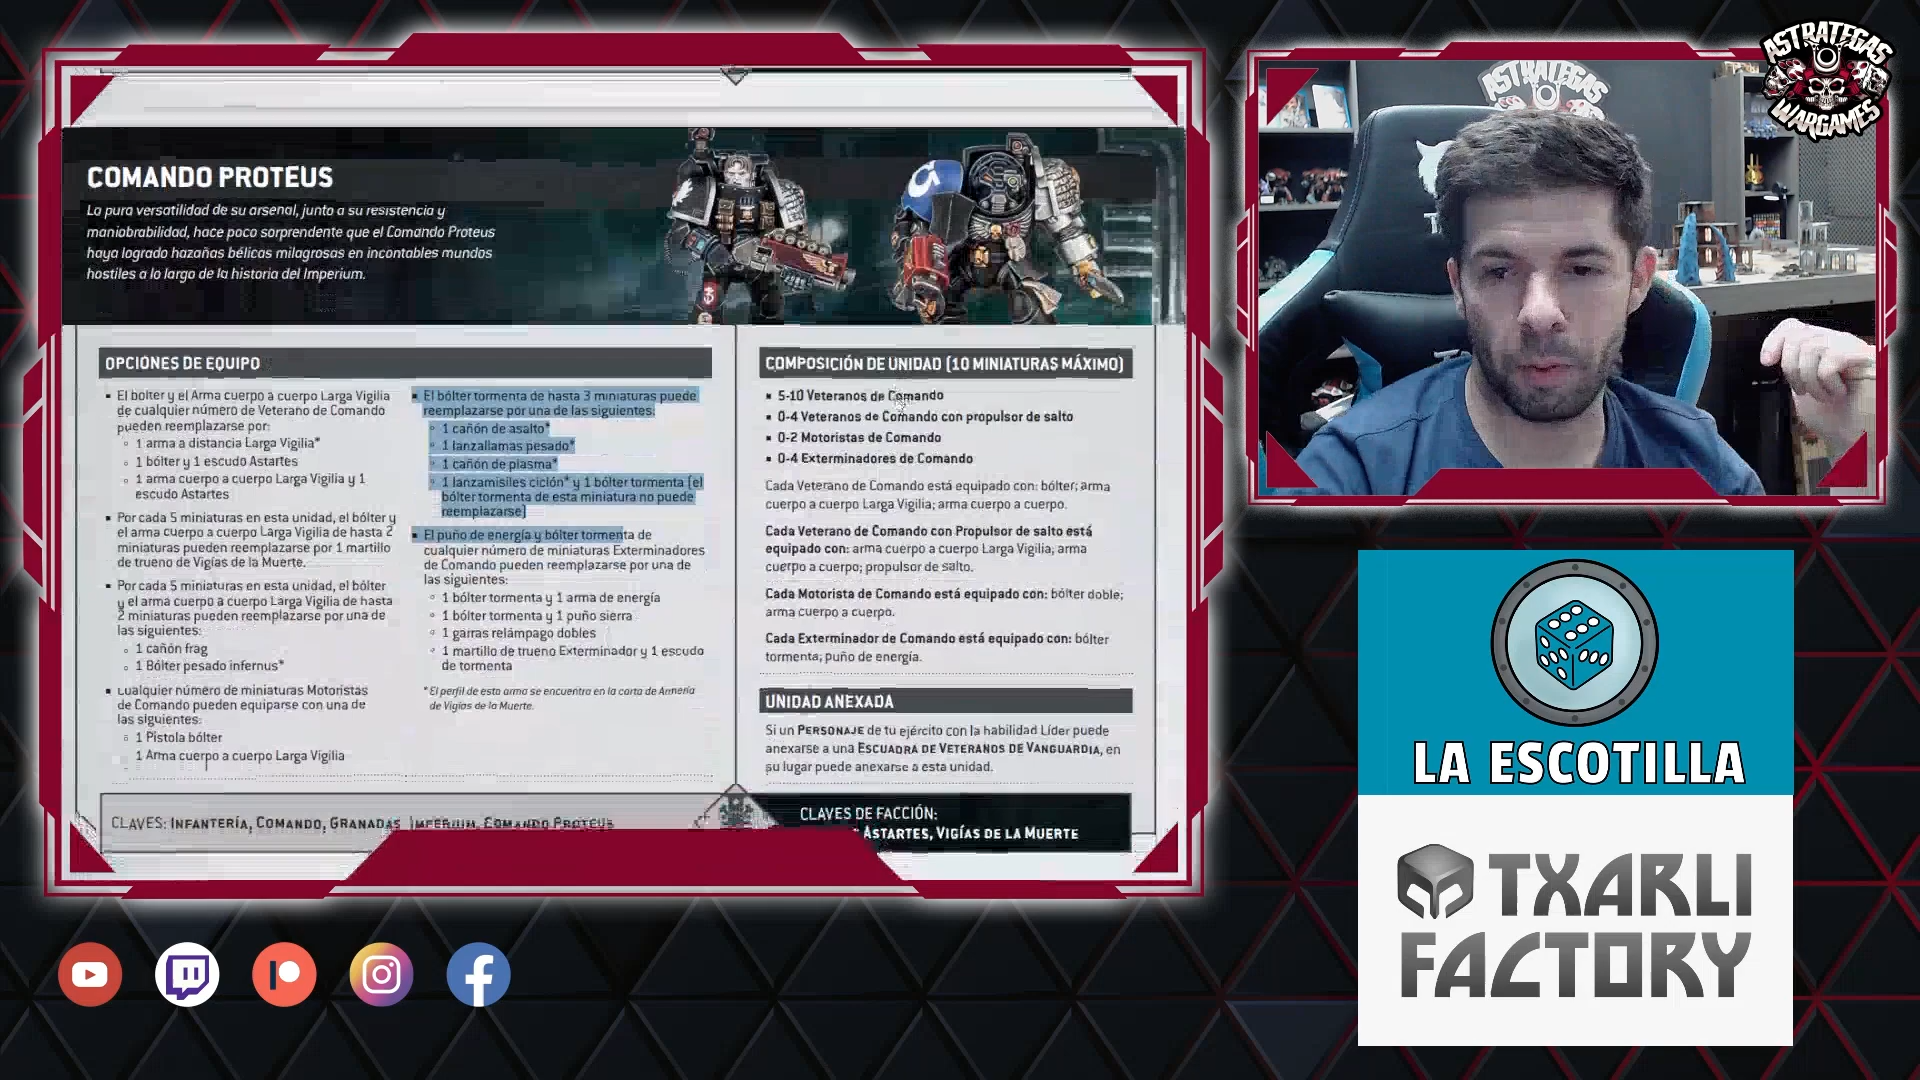 COMANDO PROTEUS
La pura versatilidad de su arsenal, junto a su resistencia y
maniobrabilidad, hace poco sorprendente que el Comando Proteus
haya logrado hazañas bélicas milagrosas en incontables mundos
hostiles a lo largo de la historia del Imperium.
OPCIONES DE EQUIPO
▪ El bólter y el Arma cuerpo a cuerpo Larga Vigilia
de cualquier número de Veterano de Comando
pueden reemplazarse por:
◦ 1 arma a distancia Larga Vigilia*
◦ 1 bólter y 1 escudo Astartes
◦ 1 arma cuerpo a cuerpo Larga Vigilia y 1
escudo Astartes
▪ Por cada 5 miniaturas en esta unidad, el bólter y
el arma cuerpo a cuerpo Larga Vigilia de hasta 2
miniaturas pueden reemplazarse por 1 martillo
de trueno de Vigías de la Muerte.
▪ Por cada 5 miniaturas en esta unidad, el bólter
y el arma cuerpo a cuerpo Larga Vigilia de hasta
2 miniaturas pueden reemplazarse por una de
las siguientes:
◦ 1 cañón frag
◦ 1 Bólter pesado infernus*
▪ Cualquier número de miniaturas Motoristas
de Comando pueden equiparse con una de
las siguientes:
◦ 1 Pistola bólter
1 Arma cuerpo a cuerpo Larga Vigilia
▪ El bólter tormenta de hasta 3 miniaturas puede
reemplazarse por una de las siguientes:
◦ 1 cañón de asalto*
◦ 1 lanzallamas pesado*
◦ 1 cañón de plasma*
◦ 1 lanzamisiles ciclón* y 1 bólter tormenta (el
bólter tormenta de esta miniatura no puede
reemplazarse)
▪ El puño de energía y bólter tormenta de
cualquier número de miniaturas Exterminadores
de Comando pueden reemplazarse por una de
las siguientes:
◦ 1 bólter tormenta y 1 arma de energía
◦ 1 bólter tormenta y 1 puño sierra
◦ 1 garras relámpago dobles
◦ 1 martillo de trueno Exterminador y 1 escudo
de tormenta
* El perfil de esta arma se encuentra en la carta de Armería
de Vigías de la Muerte.
COMPOSICIÓN DE UNIDAD (10 MINIATURAS MÁXIMO)
▪ 5-10 Veteranos de Comando
▪ 0-4 Veteranos de Comando con propulsor de salto
▪ 0-2 Motoristas de Comando
▪ 0-4 Exterminadores de Comando
Cada Veterano de Comando está equipado con: bólter; arma
cuerpo a cuerpo Larga Vigilia; arma cuerpo a cuerpo.
Cada Veterano de Comando con Propulsor de salto está
equipado con: arma cuerpo a cuerpo Larga Vigilia; arma
cuerpo a cuerpo; propulsor de salto.
Cada Motorista de Comando está equipado con: bólter doble;
arma cuerpo a cuerpo.
Cada Exterminador de Comando está equipado con: bólter
tormenta; puño de energía.
UNIDAD ANEXADA
Si un PERSONAJE de tu ejército con la habilidad Líder puede
anexarse a una ESCUADRA DE VETERANOS DE VANGUARDIA, en
su lugar puede anexarse a esta unidad.
CLAVES: INFANTERÍA, COMANDO, GRANADAS, IMPERIUM, COMANDO PROTEUS
CLAVES DE FACCIÓN:
ASTARTES, VIGÍAS DE LA MUERTE
ASTRATEGAS
WARGAMES
ASTRATEGAS
LA ESCOTILLA
TXARLI
FACTORY